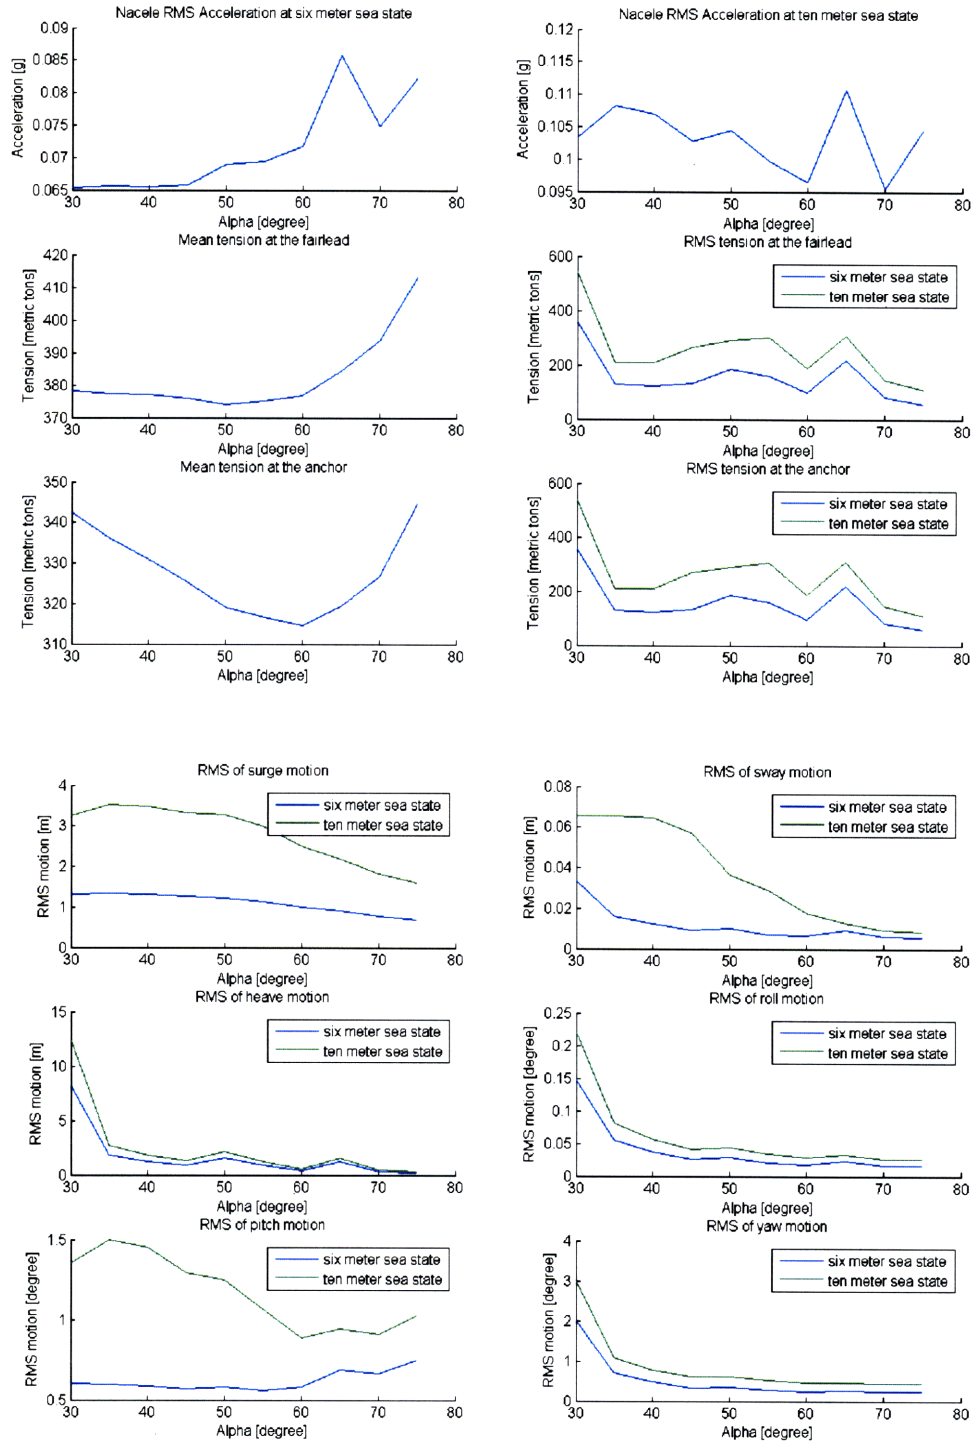 Nacele RMS Acceleration at six meter sea state
Acceleration [g]
0.09
0.085
0.08
0.075
0.07
0.065
30 40 50 60 70 80
Alpha [degree]
Nacele RMS Acceleration at ten meter sea state
Acceleration [g]
0.12
0.115
0.11
0.105
0.1
0.095
30 40 50 60 70 80
Alpha [degree]
Mean tension at the fairlead
Tension [metric tons]
420
410
400
390
380
370
30 40 50 60 70 80
Alpha [degree]
RMS tension at the fairlead
Tension [metric tons]
600
400
200
0
six meter sea state
ten meter sea state
30 40 50 60 70 80
Alpha [degree]
Mean tension at the anchor
Tension [metric tons]
350
340
330
320
310
30 40 50 60 70 80
Alpha [degree]
RMS tension at the anchor
Tension [metric tons]
600
400
200
0
six meter sea state
ten meter sea state
30 40 50 60 70 80
Alpha [degree]
RMS of surge motion
RMS motion [m]
4
3
2
1
0
six meter sea state
ten meter sea state
30 40 50 60 70 80
Alpha [degree]
RMS of sway motion
RMS motion [m]
0.08
0.06
0.04
0.02
0
six meter sea state
ten meter sea state
30 40 50 60 70 80
Alpha [degree]
RMS of heave motion
RMS motion [m]
15
10
5
0
six meter sea state
ten meter sea state
30 40 50 60 70 80
Alpha [degree]
RMS of roll motion
RMS motion [degree]
0.25
0.2
0.15
0.1
0.05
0
six meter sea state
ten meter sea state
30 40 50 60 70 80
Alpha [degree]
RMS of pitch motion
RMS motion [degree]
1.5
1
0.5
six meter sea state
ten meter sea state
30 40 50 60 70 80
Alpha [degree]
RMS of yaw motion
RMS motion [degree]
4
3
2
1
0
six meter sea state
ten meter sea state
30 40 50 60 70 80
Alpha [degree]